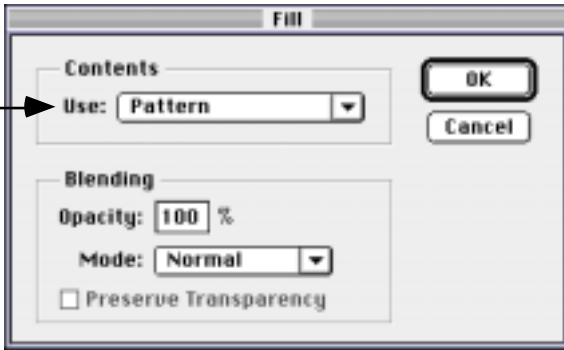 Fill
Contents
Use: Pattern
OK
Cancel
Blending
Opacity: 100 %
Mode: Normal
Preserve Transparency